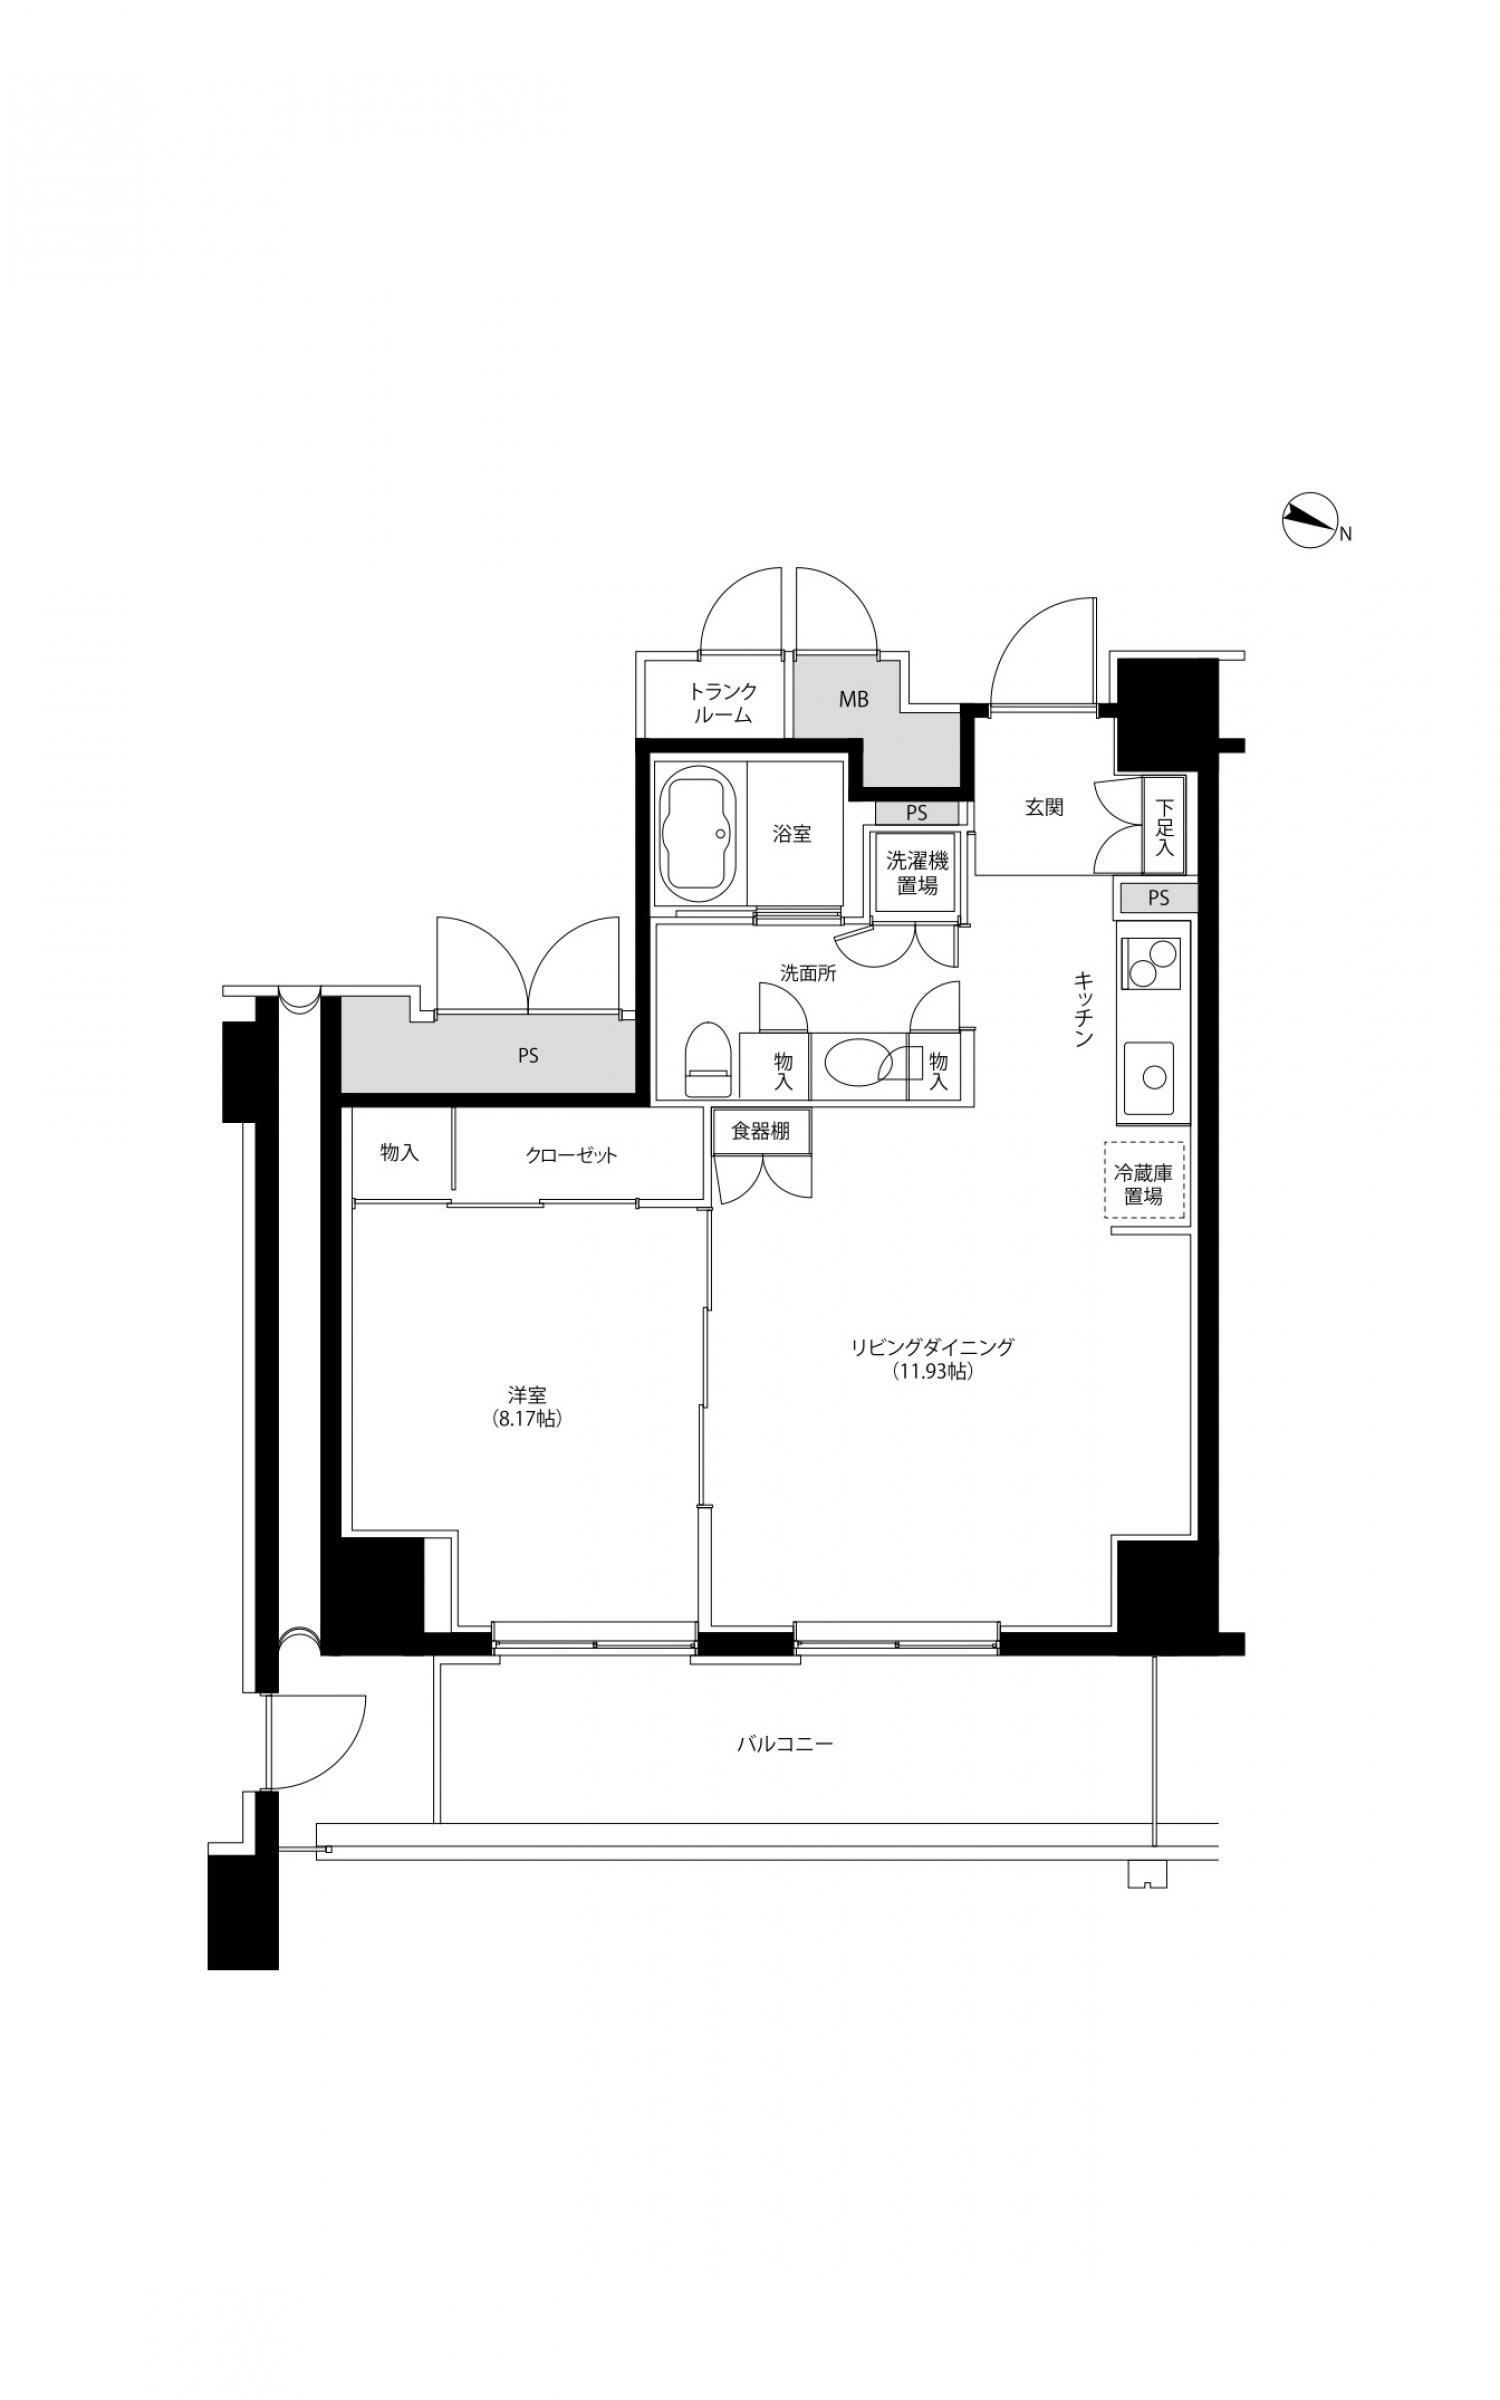 N
トランク
ルーム
MB
玄関
下足入
PS
浴室
洗濯機
置場
PS
洗面所
キッチン
PS
物入
物入
食器棚
物入
クローゼット
冷蔵庫
置場
リビングダイニング
(11.93帖)
洋室
(8.17帖)
バルコニー